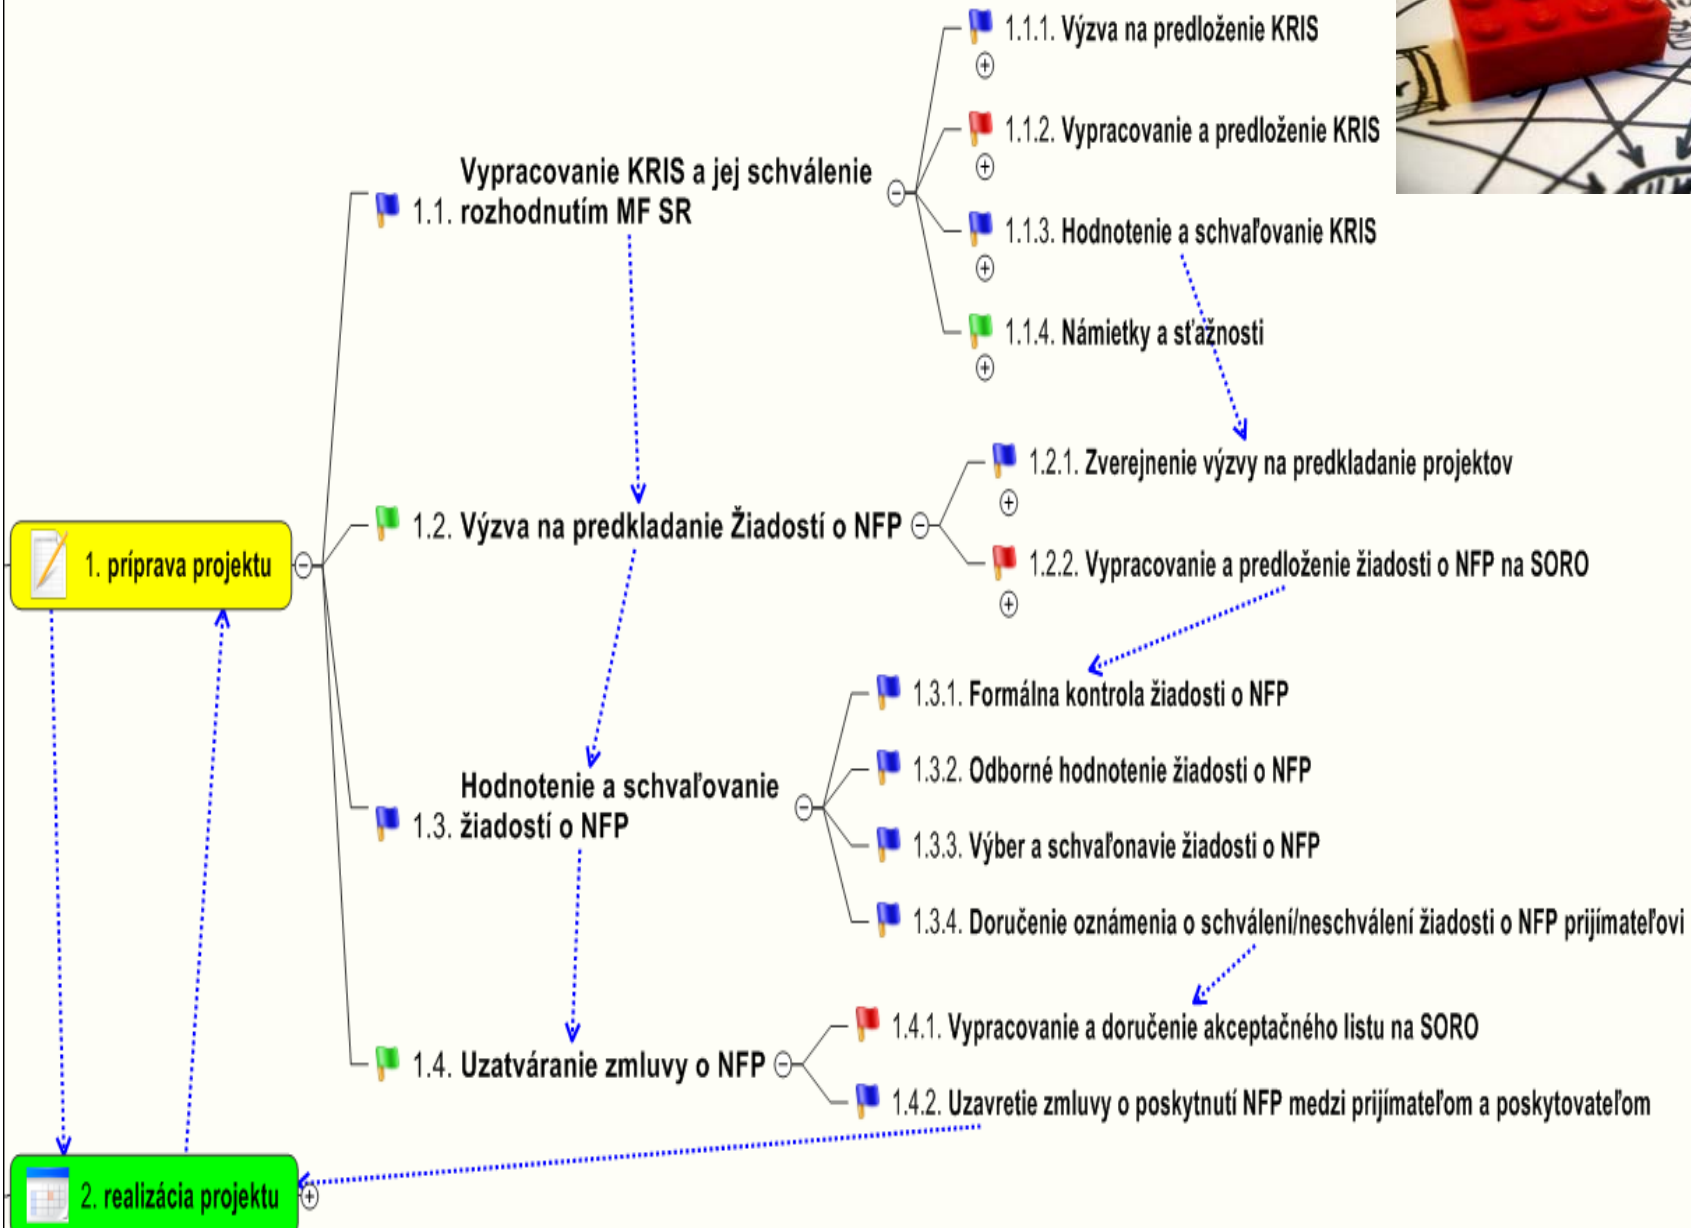 1.1.1. Výzva na predloženie KRIS
1.1.2. Vypracovanie a predloženie KRIS
Vypracovanie KRIS a jej schválenie
1.1. rozhodnutím MF SR
1.1.3. Hodnotenie a schvaľovanie KRIS
1.1.4. Námietky a sťažnosti
1.2.1. Zverejnenie výzvy na predkladanie projektov
1.2. Výzva na predkladanie Žiadostí o NFP
1. príprava projektu
1.2.2. Vypracovanie a predloženie žiadosti o NFP na SORO
1.3.1. Formálna kontrola žiadosti o NFP
1.3.2. Odborné hodnotenie žiadosti o NFP
Hodnotenie a schvaľovanie
1.3. žiadostí o NFP
1.3.3. Výber a schvaľonavie žiadosti o NFP
1.3.4. Doručenie oznámenia o schválení/neschválení žiadosti o NFP prijímateľovi
1.4.1. Vypracovanie a doručenie akceptačného listu na SORO
1.4. Uzatváranie zmluvy o NFP
1.4.2. Uzavretie zmluvy o poskytnutí NFP medzi prijímateľom a poskytovateľom
2. realizácia projektu